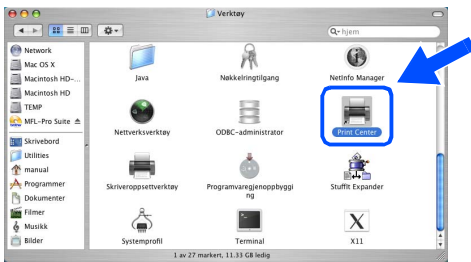 Verktøy
hjem
Network
Mac OS X
Macintosh HD-...
Macintosh HD
TEMP
MFL-Pro Suite
Skrivebord
Utilities
manual
Programmer
Dokumenter
Filmer
Musikk
Bilder
Java
Nøkkelringtilgang
NetInfo Manager
Nettverksverktøy
ODBC-administrator
Print Center
Skriveroppsettverktøy
Programvaregjenoppbyggi
ng
StuffIt Expander
Systemprofil
Terminal
X11
1 av 27 markert, 11.33 GB ledig